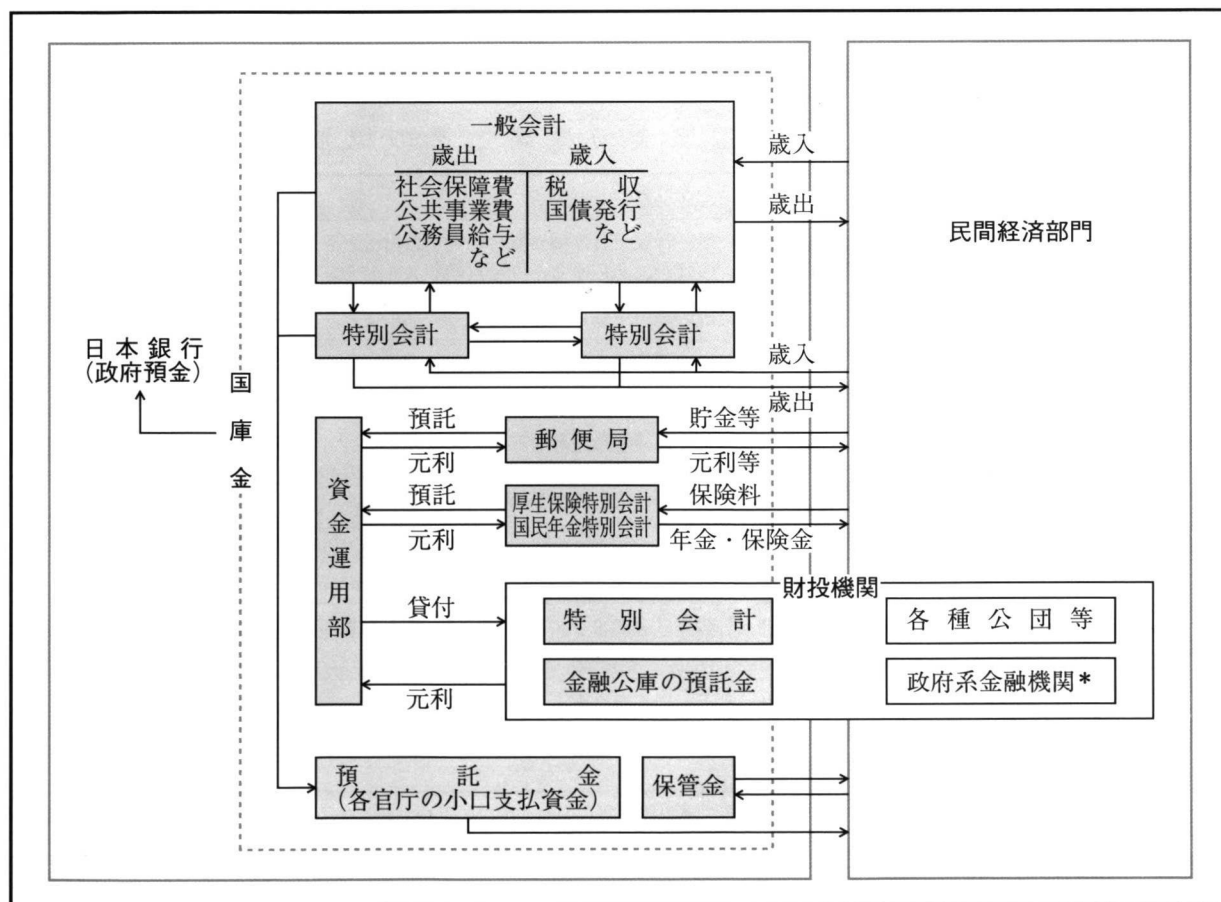 一般会計
歳出 歳入
社会保障費 税収
公共事業費 国債発行
公務員給与 など
など
歳入
歳出
民間経済部門
特別会計
特別会計
歳入
歳出
日本銀行
(政府預金)
国庫金
資金運用部
預託
元利
郵便局
貯金等
元利等
預託
元利
厚生保険特別会計
国民年金特別会計
保険料
年金・保険金
財投機関
貸付
元利
特別会計
各種公団等
金融公庫の預託金
政府系金融機関*
預託金
(各官庁の小口支払資金)
保管金